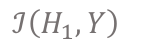 ℐ(H₁, Y)